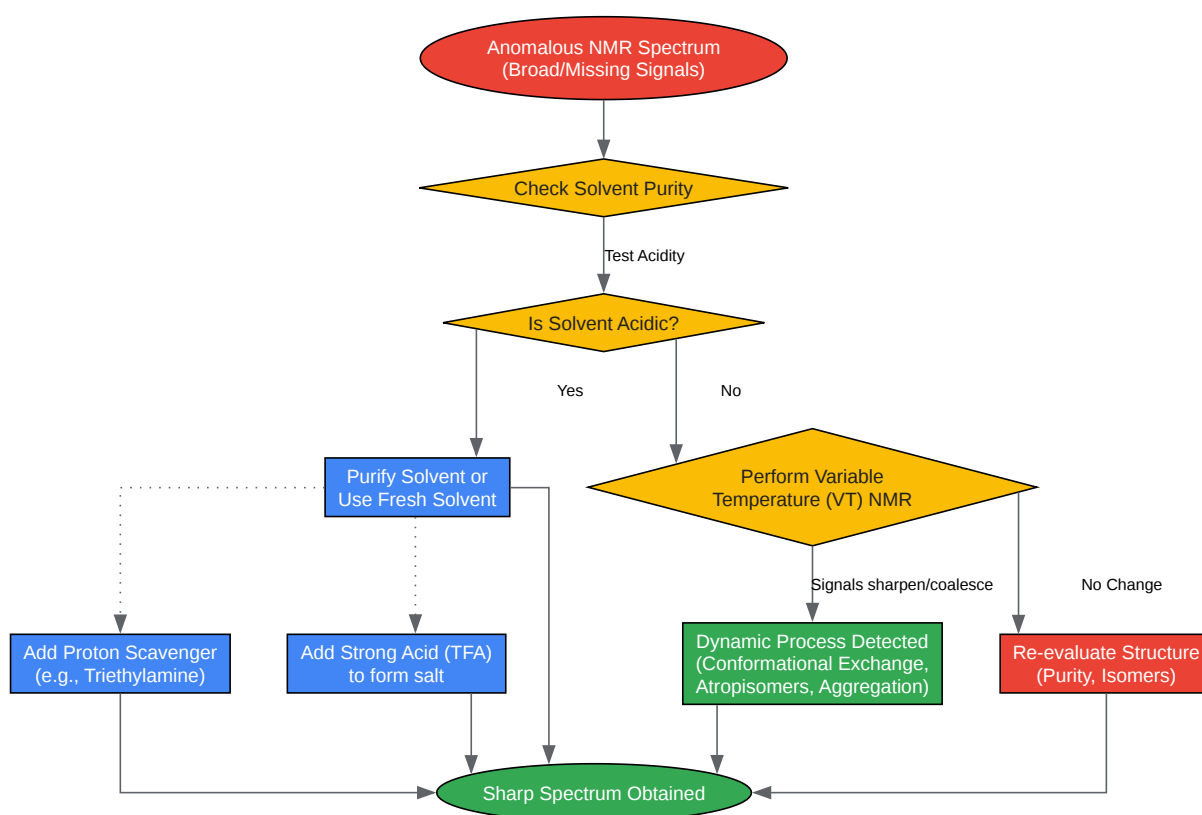 Anomalous NMR Spectrum
(Broad/Missing Signals)
Check Solvent Purity
Test Acidity
Is Solvent Acidic?
Yes
No
Purify Solvent or
Use Fresh Solvent
Perform Variable
Temperature (VT) NMR
Signals sharpen/coalesce
No Change
Add Proton Scavenger
(e.g., Triethylamine)
Add Strong Acid (TFA)
to form salt
Dynamic Process Detected
(Conformational Exchange,
Atropisomers, Aggregation)
Re-evaluate Structure
(Purity, Isomers)
Sharp Spectrum Obtained